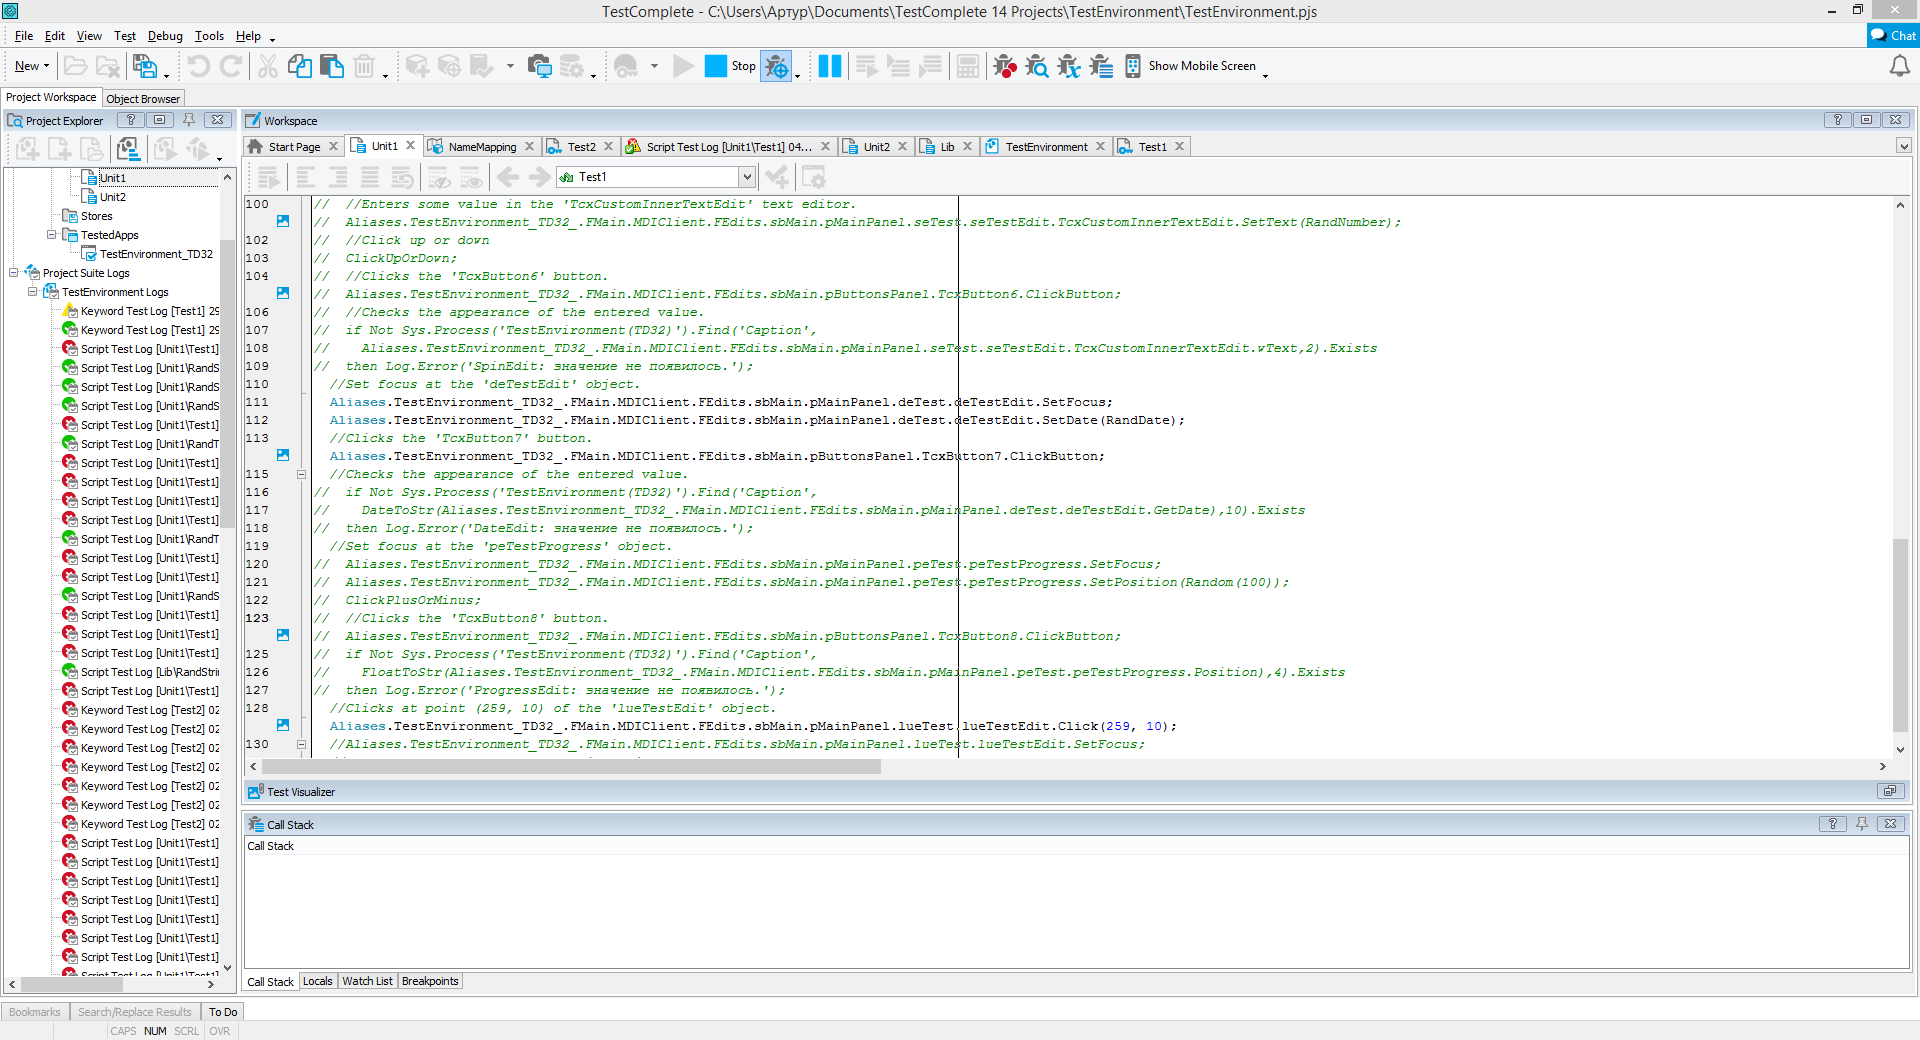 TestComplete - C:\Users\Артур\Documents\TestComplete 14 Projects\TestEnvironment\TestEnvironment.pjs
File Edit View Test Debug Tools Help
Chat
New
Stop
Show Mobile Screen
Project Workspace Object Browser
Project Explorer
Unit1
Unit2
Stores
TestedApps
TestEnvironment_TD32
Project Suite Logs
TestEnvironment Logs
Keyword Test Log [Test1] 29
Keyword Test Log [Test1] 29
Script Test Log [Unit1\Test1]
Script Test Log [Unit1\RandS
Script Test Log [Unit1\RandS
Script Test Log [Unit1\RandS
Script Test Log [Unit1\Test1]
Script Test Log [Unit1\RandT
Script Test Log [Unit1\Test1]
Script Test Log [Unit1\Test1]
Script Test Log [Unit1\Test1]
Script Test Log [Unit1\Test1]
Script Test Log [Unit1\RandT
Script Test Log [Unit1\Test1]
Script Test Log [Unit1\Test1]
Script Test Log [Unit1\RandS
Script Test Log [Unit1\Test1]
Script Test Log [Unit1\Test1]
Script Test Log [Unit1\Test1]
Script Test Log [Lib\RandStri
Script Test Log [Unit1\Test1]
Keyword Test Log [Test2] 02
Keyword Test Log [Test2] 02
Keyword Test Log [Test2] 02
Keyword Test Log [Test2] 02
Keyword Test Log [Test2] 02
Keyword Test Log [Test2] 02
Keyword Test Log [Test2] 02
Script Test Log [Unit1\Test1]
Script Test Log [Unit1\Test1]
Script Test Log [Unit1\Test1]
Script Test Log [Unit1\Test1]
Script Test Log [Unit1\Test1]
Script Test Log [Unit1\Test1]
Script Test Log [Unit1\Test1]
Script Test Log [Unit1\Test1]
Workspace
Start Page Unit1 NameMapping Test2 Script Test Log [Unit1\Test1] 04... Unit2 Lib TestEnvironment Test1
Test1
100 // //Enters some value in the 'TcxCustomInnerTextEdit' text editor.
// Aliases.TestEnvironment_TD32_.FMain.MDIClient.FEdits.sbMain.pMainPanel.seTest.seTestEdit.TcxCustomInnerTextEdit.SetText(RandNumber);
102 // //Click up or down
103 // ClickUpOrDown;
104 // //Clicks the 'TcxButton6' button.
// Aliases.TestEnvironment_TD32_.FMain.MDIClient.FEdits.sbMain.pButtonsPanel.TcxButton6.ClickButton;
106 // //Checks the appearance of the entered value.
107 // if Not Sys.Process('TestEnvironment(TD32)').Find('Caption',
108 // Aliases.TestEnvironment_TD32_.FMain.MDIClient.FEdits.sbMain.pMainPanel.seTest.seTestEdit.TcxCustomInnerTextEdit.wText,2).Exists
109 // then Log.Error('SpinEdit: значение не появилось.');
110 //Set focus at the 'deTestEdit' object.
111 Aliases.TestEnvironment_TD32_.FMain.MDIClient.FEdits.sbMain.pMainPanel.deTest.deTestEdit.SetFocus;
112 Aliases.TestEnvironment_TD32_.FMain.MDIClient.FEdits.sbMain.pMainPanel.deTest.deTestEdit.SetDate(RandDate);
113 //Clicks the 'TcxButton7' button.
Aliases.TestEnvironment_TD32_.FMain.MDIClient.FEdits.sbMain.pButtonsPanel.TcxButton7.ClickButton;
115 //Checks the appearance of the entered value.
116 // if Not Sys.Process('TestEnvironment(TD32)').Find('Caption',
117 // DateToStr(Aliases.TestEnvironment_TD32_.FMain.MDIClient.FEdits.sbMain.pMainPanel.deTest.deTestEdit.GetDate),10).Exists
118 // then Log.Error('DateEdit: значение не появилось.');
119 //Set focus at the 'peTestProgress' object.
120 // Aliases.TestEnvironment_TD32_.FMain.MDIClient.FEdits.sbMain.pMainPanel.peTest.peTestProgress.SetFocus;
121 // Aliases.TestEnvironment_TD32_.FMain.MDIClient.FEdits.sbMain.pMainPanel.peTest.peTestProgress.SetPosition(Random(100));
122 // ClickPlusOrMinus;
123 // //Clicks the 'TcxButton8' button.
// Aliases.TestEnvironment_TD32_.FMain.MDIClient.FEdits.sbMain.pButtonsPanel.TcxButton8.ClickButton;
125 // if Not Sys.Process('TestEnvironment(TD32)').Find('Caption',
126 // FloatToStr(Aliases.TestEnvironment_TD32_.FMain.MDIClient.FEdits.sbMain.pMainPanel.peTest.peTestProgress.Position),4).Exists
127 // then Log.Error('ProgressEdit: значение не появилось.');
128 //Clicks at point (259, 10) of the 'lueTestEdit' object.
Aliases.TestEnvironment_TD32_.FMain.MDIClient.FEdits.sbMain.pMainPanel.lueTest.lueTestEdit.Click(259, 10);
130 //Aliases.TestEnvironment_TD32_.FMain.MDIClient.FEdits.sbMain.pMainPanel.lueTest.lueTestEdit.SetFocus;
Test Visualizer
Call Stack
Call Stack
Call Stack Locals Watch List Breakpoints
Bookmarks Search/Replace Results To Do
CAPS NUM SCRL OVR